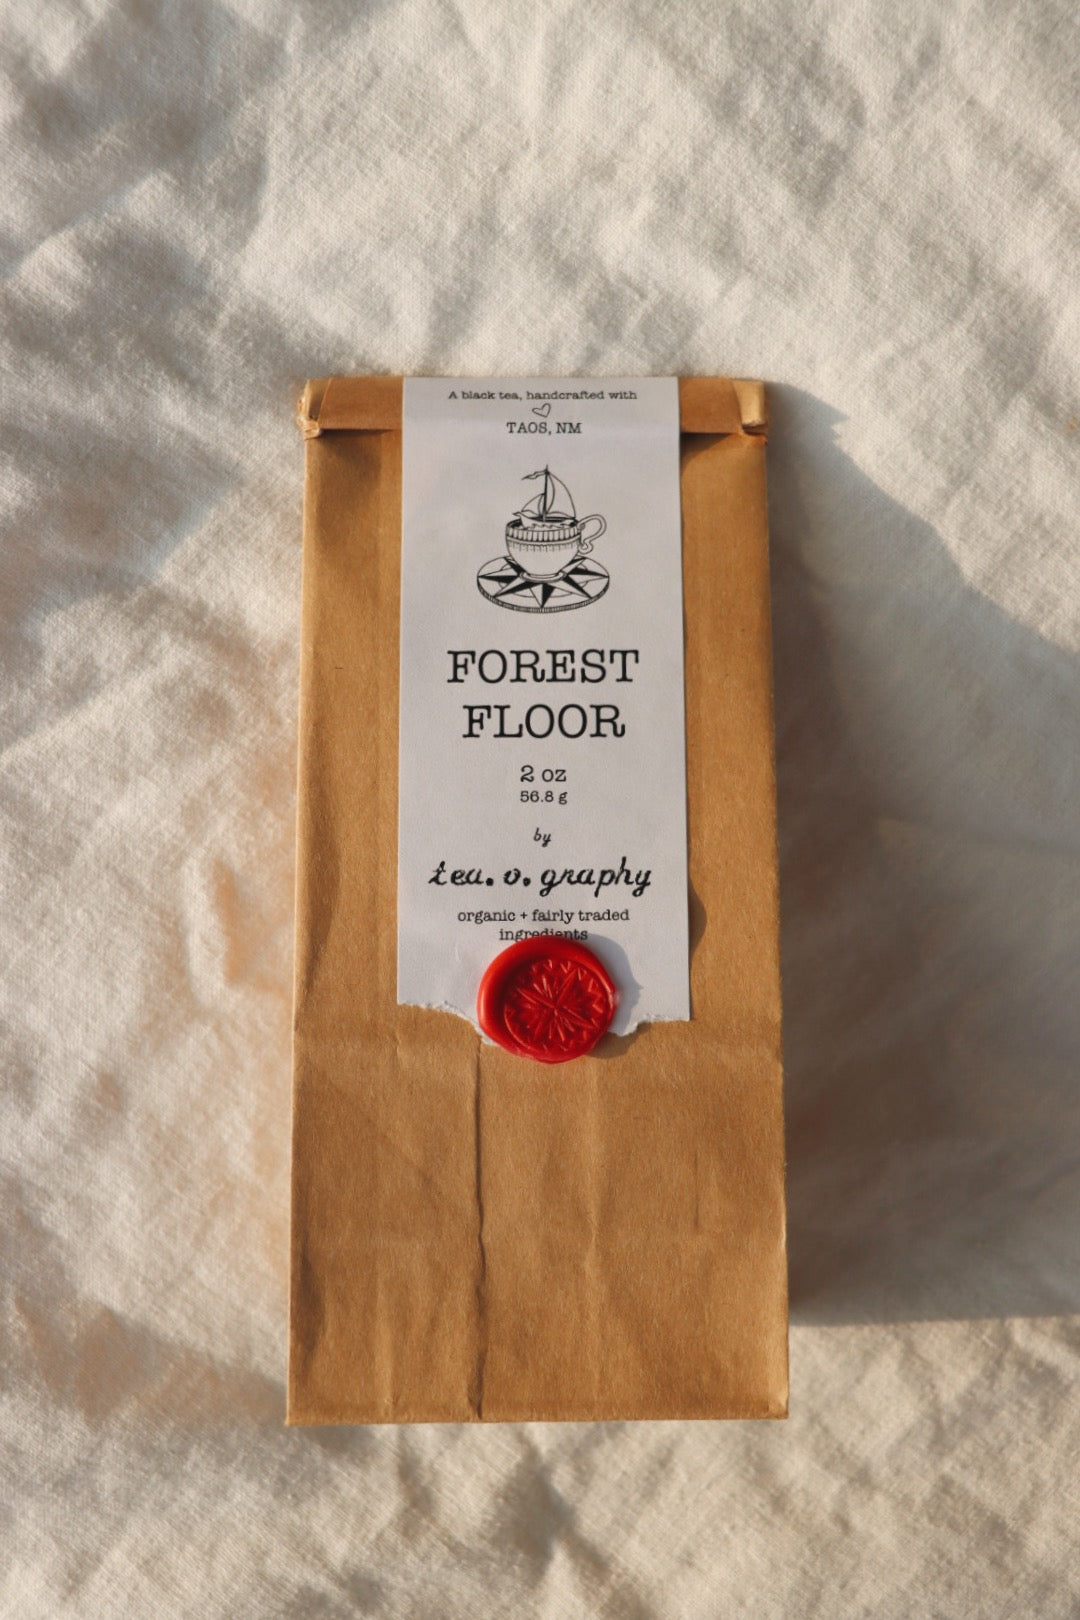 A black tea, handcrafted with
TAOS, NM
FOREST
FLOOR
2 oz
56.8 g
by
tea. o. graphy
organic + fairly traded
ingredients